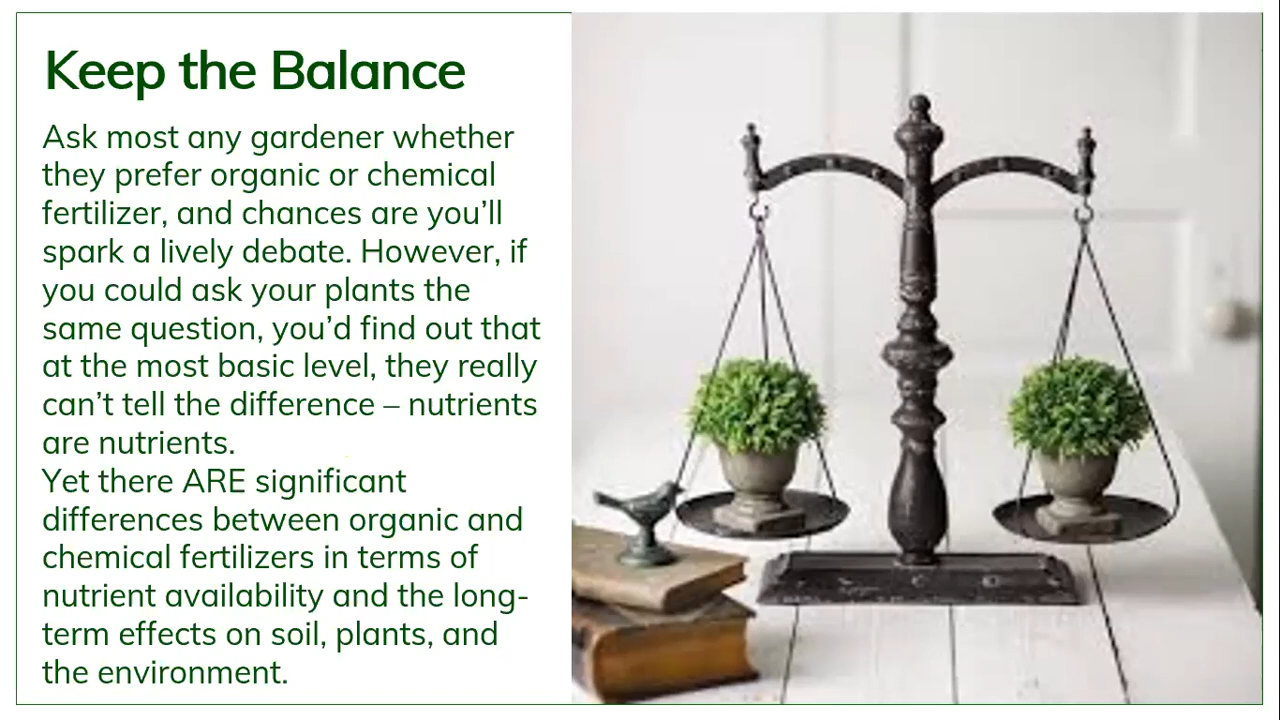 Keep the Balance
Ask most any gardener whether
they prefer organic or chemical
fertilizer, and chances are you’ll
spark a lively debate. However, if
you could ask your plants the
same question, you’d find out that
at the most basic level, they really
can’t tell the difference – nutrients
are nutrients.
Yet there ARE significant
differences between organic and
chemical fertilizers in terms of
nutrient availability and the long-
term effects on soil, plants, and
the environment.